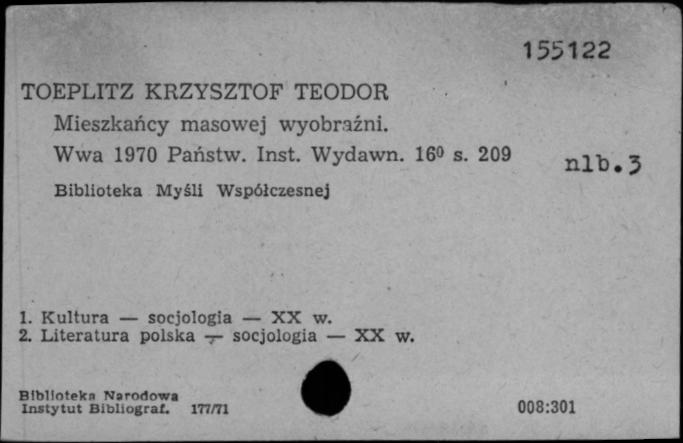 155122
TOEPLITZ KRZYSZTOF TEODOR
Mieszkańcy masowej wyobraźni.
Wwa 1970 Państw. Inst. Wydawn. 16⁰ s. 209 nlb.3
Biblioteka Myśli Współczesnej
1. Kultura — socjologia — XX w.
2. Literatura polska — socjologia — XX w.
Biblioteka Narodowa
Instytut Bibliograf. 177/71 008:301